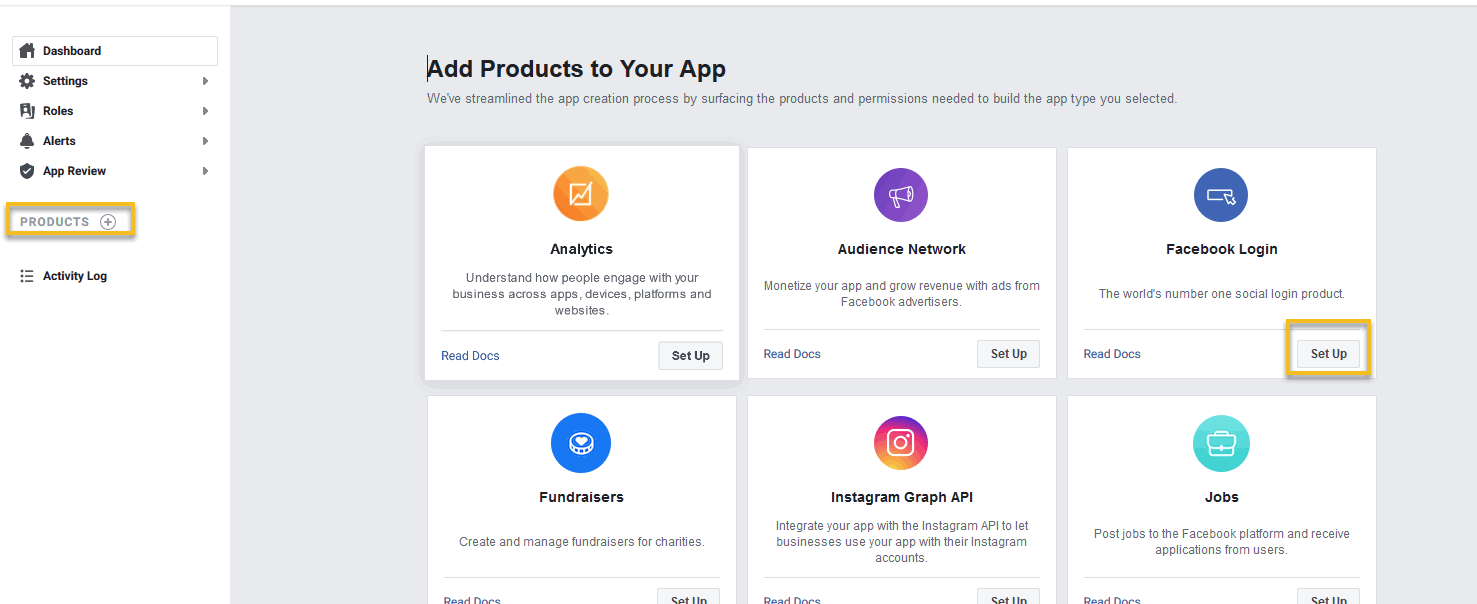 Dashboard
Settings
Roles
Alerts
App Review
PRODUCTS
Activity Log
Add Products to Your App
We've streamlined the app creation process by surfacing the products and permissions needed to build the app type you selected.
Analytics
Understand how people engage with your
business across apps, devices, platforms and
websites.
Read Docs
Set Up
Audience Network
Monetize your app and grow revenue with ads from
Facebook advertisers.
Read Docs
Set Up
Facebook Login
The world's number one social login product.
Read Docs
Set Up
Fundraisers
Create and manage fundraisers for charities.
Read Docs
Set Up
Instagram Graph API
Integrate your app with the Instagram API to let
businesses use your app with their Instagram
accounts.
Read Docs
Set Up
Jobs
Post jobs to the Facebook platform and receive
applications from users.
Read Docs
Set Up